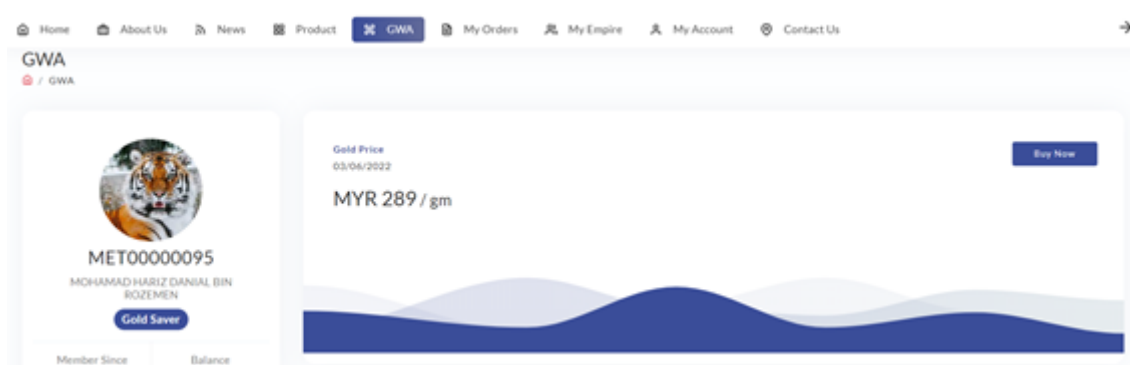 Home About Us News Product GWA My Orders My Empire My Account Contact Us
GWA
/ GWA
Gold Price
03/06/2022
Buy Now
MYR 289 / gm
MET00000095
MOHAMAD HARIZ DANIAL BIN
ROZEMEN
Gold Saver
Member Since Balance